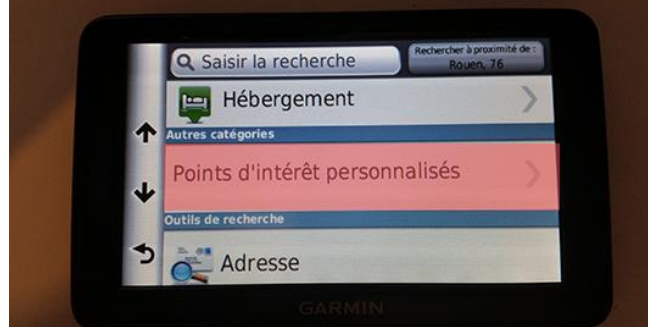 Saisir la recherche
Rechercher à proximité de :
Rouen, 76
Hébergement
Autres catégories
Points d'intérêt personnalisés
Outils de recherche
Adresse
GARMIN